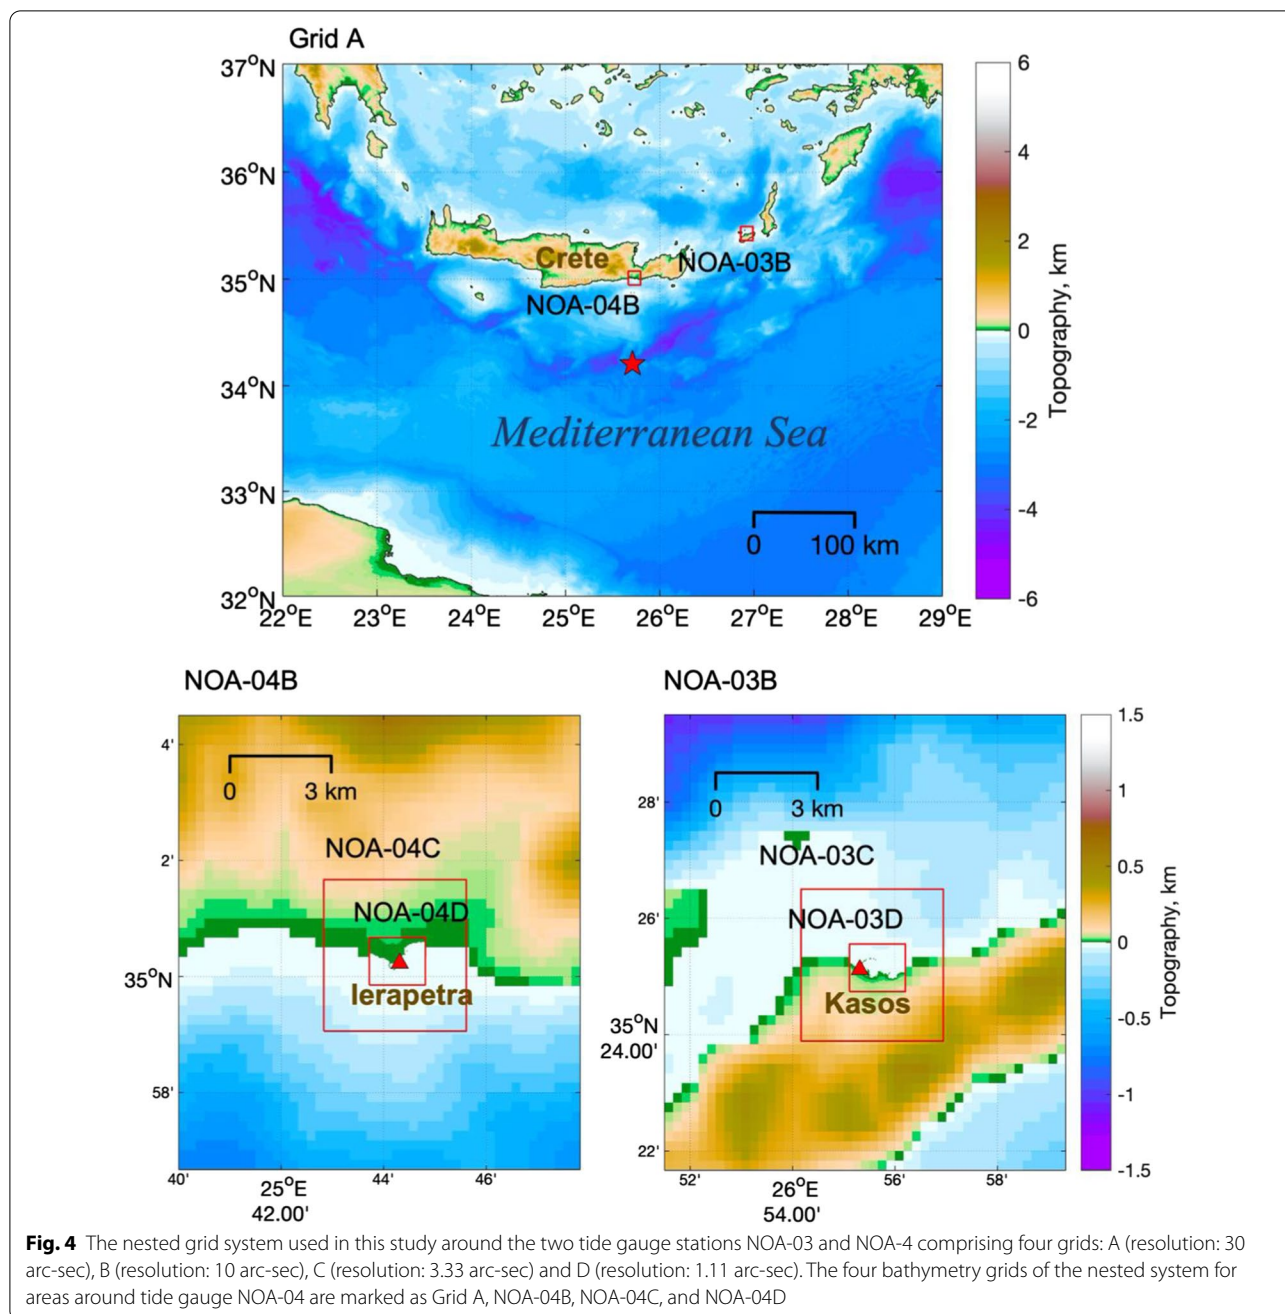 Grid A
37°N
36°N
35°N
34°N
33°N
32°N
22°E 23°E 24°E 25°E 26°E 27°E 28°E 29°E
Crete
NOA-03B
NOA-04B
Mediterranean Sea
0 100 km
6
4
2
0
-2
-4
-6
Topography, km
NOA-04B
4'
2'
35°N
58'
0 3 km
NOA-04C
NOA-04D
Ierapetra
40' 25°E 44' 46'
42.00'
NOA-03B
28'
26'
35°N
24.00'
22'
0 3 km
NOA-03C
NOA-03D
Kasos
52' 26°E 56' 58'
54.00'
1.5
1
0.5
0
-0.5
-1
-1.5
Topography, km
Fig. 4 The nested grid system used in this study around the two tide gauge stations NOA-03 and NOA-4 comprising four grids: A (resolution: 30
arc-sec), B (resolution: 10 arc-sec), C (resolution: 3.33 arc-sec) and D (resolution: 1.11 arc-sec). The four bathymetry grids of the nested system for
areas around tide gauge NOA-04 are marked as Grid A, NOA-04B, NOA-04C, and NOA-04D